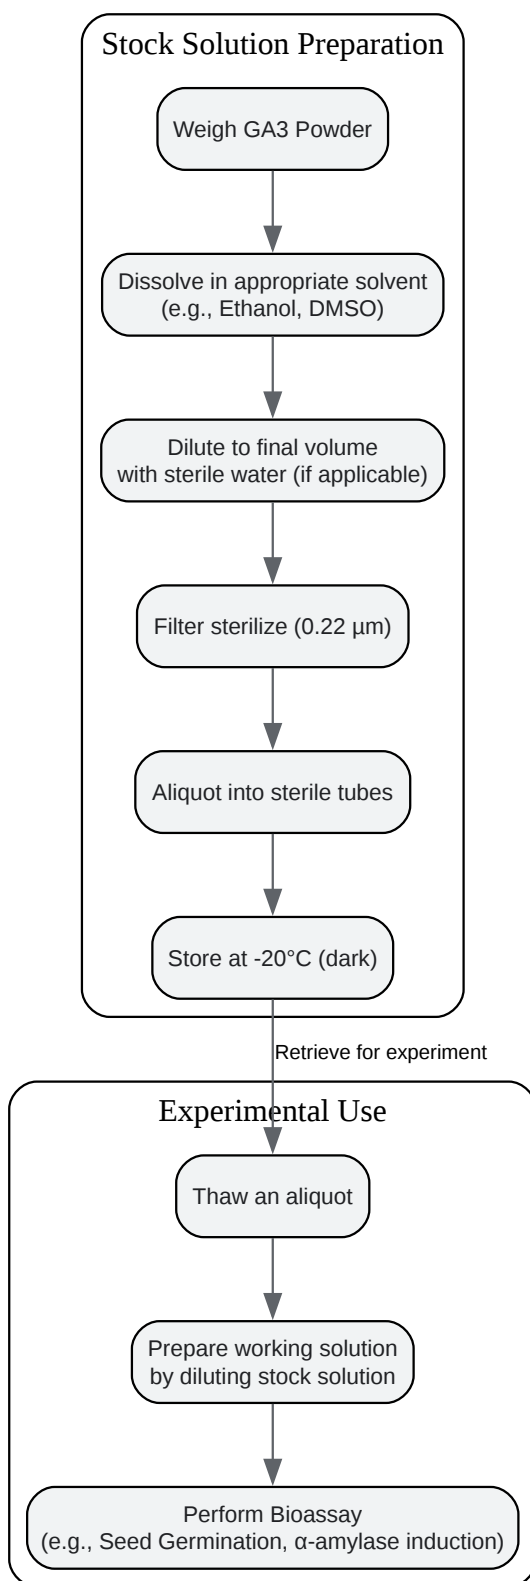 Stock Solution Preparation
Weigh GA3 Powder
Dissolve in appropriate solvent
(e.g., Ethanol, DMSO)
Dilute to final volume
with sterile water (if applicable)
Filter sterilize (0.22 µm)
Aliquot into sterile tubes
Store at -20°C (dark)
Retrieve for experiment
Experimental Use
Thaw an aliquot
Prepare working solution
by diluting stock solution
Perform Bioassay
(e.g., Seed Germination, α-amylase induction)